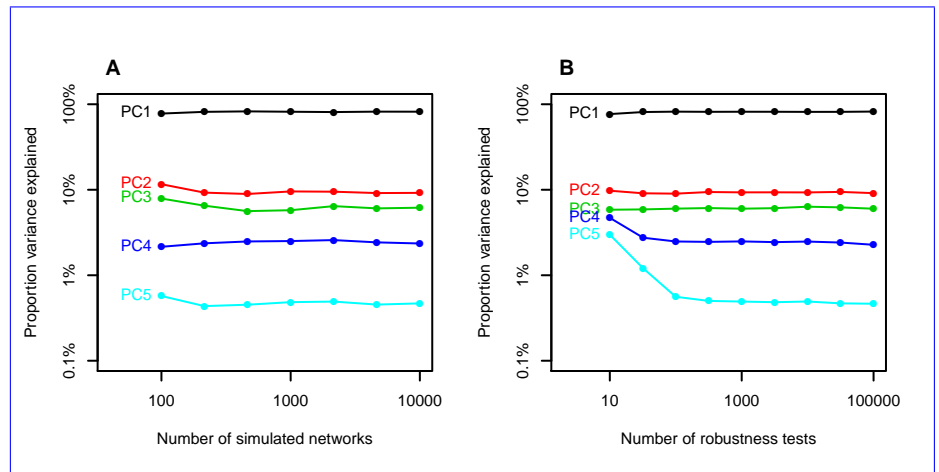 A
Proportion variance explained
100%
10%
1%
0.1%
PC1
PC2
PC3
PC4
PC5
100
1000
10000
Number of simulated networks
B
Proportion variance explained
100%
10%
1%
0.1%
PC1
PC2
PC3
PC4
PC5
10
1000
100000
Number of robustness tests